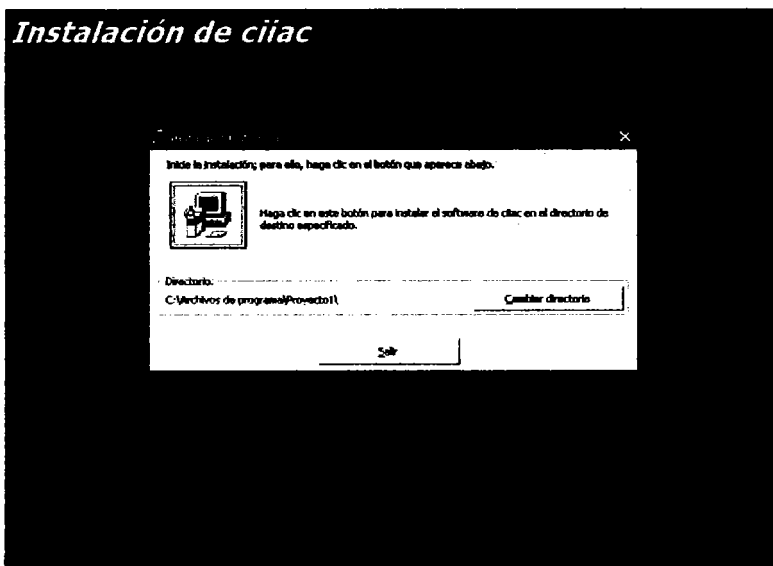 Instalación de ciiac
Inicie la instalación; para ello, haga clic en el botón que aparece abajo.
Haga clic en este botón para instalar el software de ciiac en el directorio de
destino especificado.
Directorio:
C:\Archivos de programa\Proyecto1\
Cambiar directorio
Salir